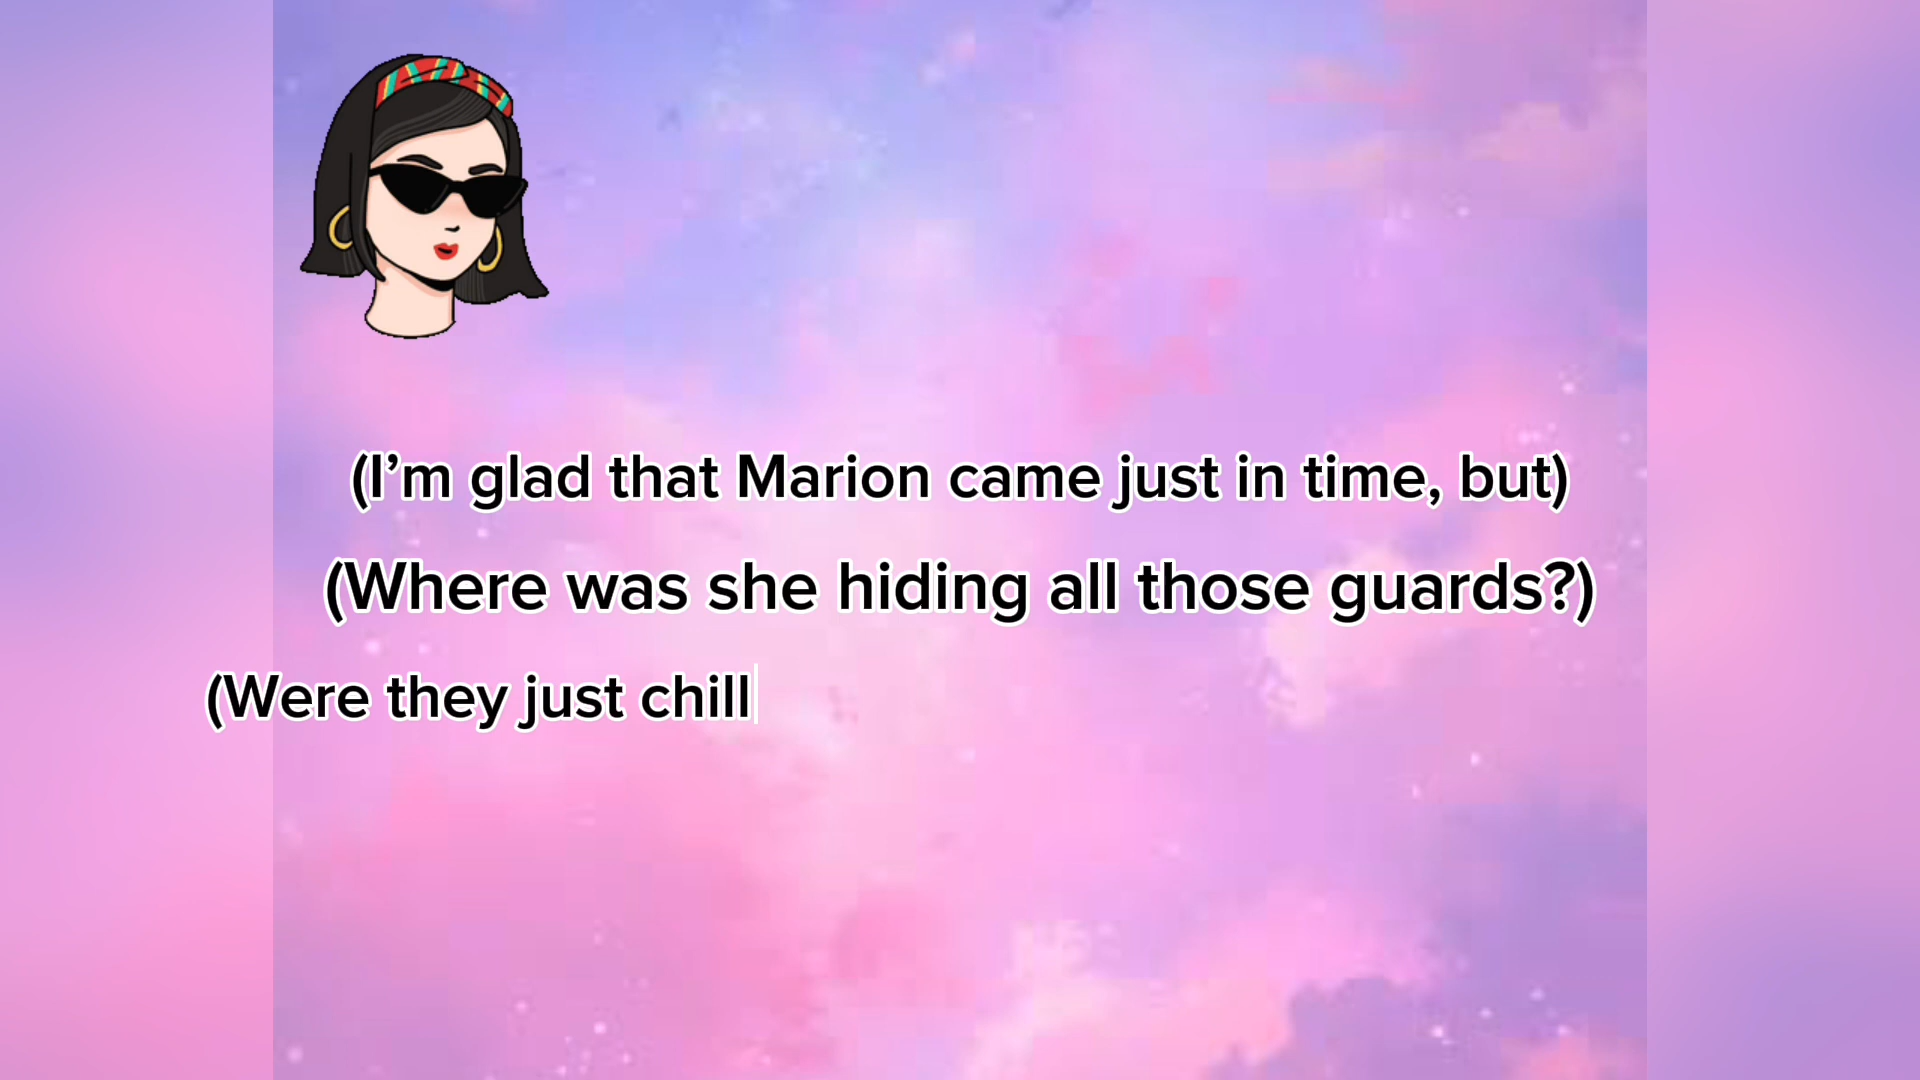 (I’m glad that Marion came just in time, but)
(Where was she hiding all those guards?)
(Were they just chill